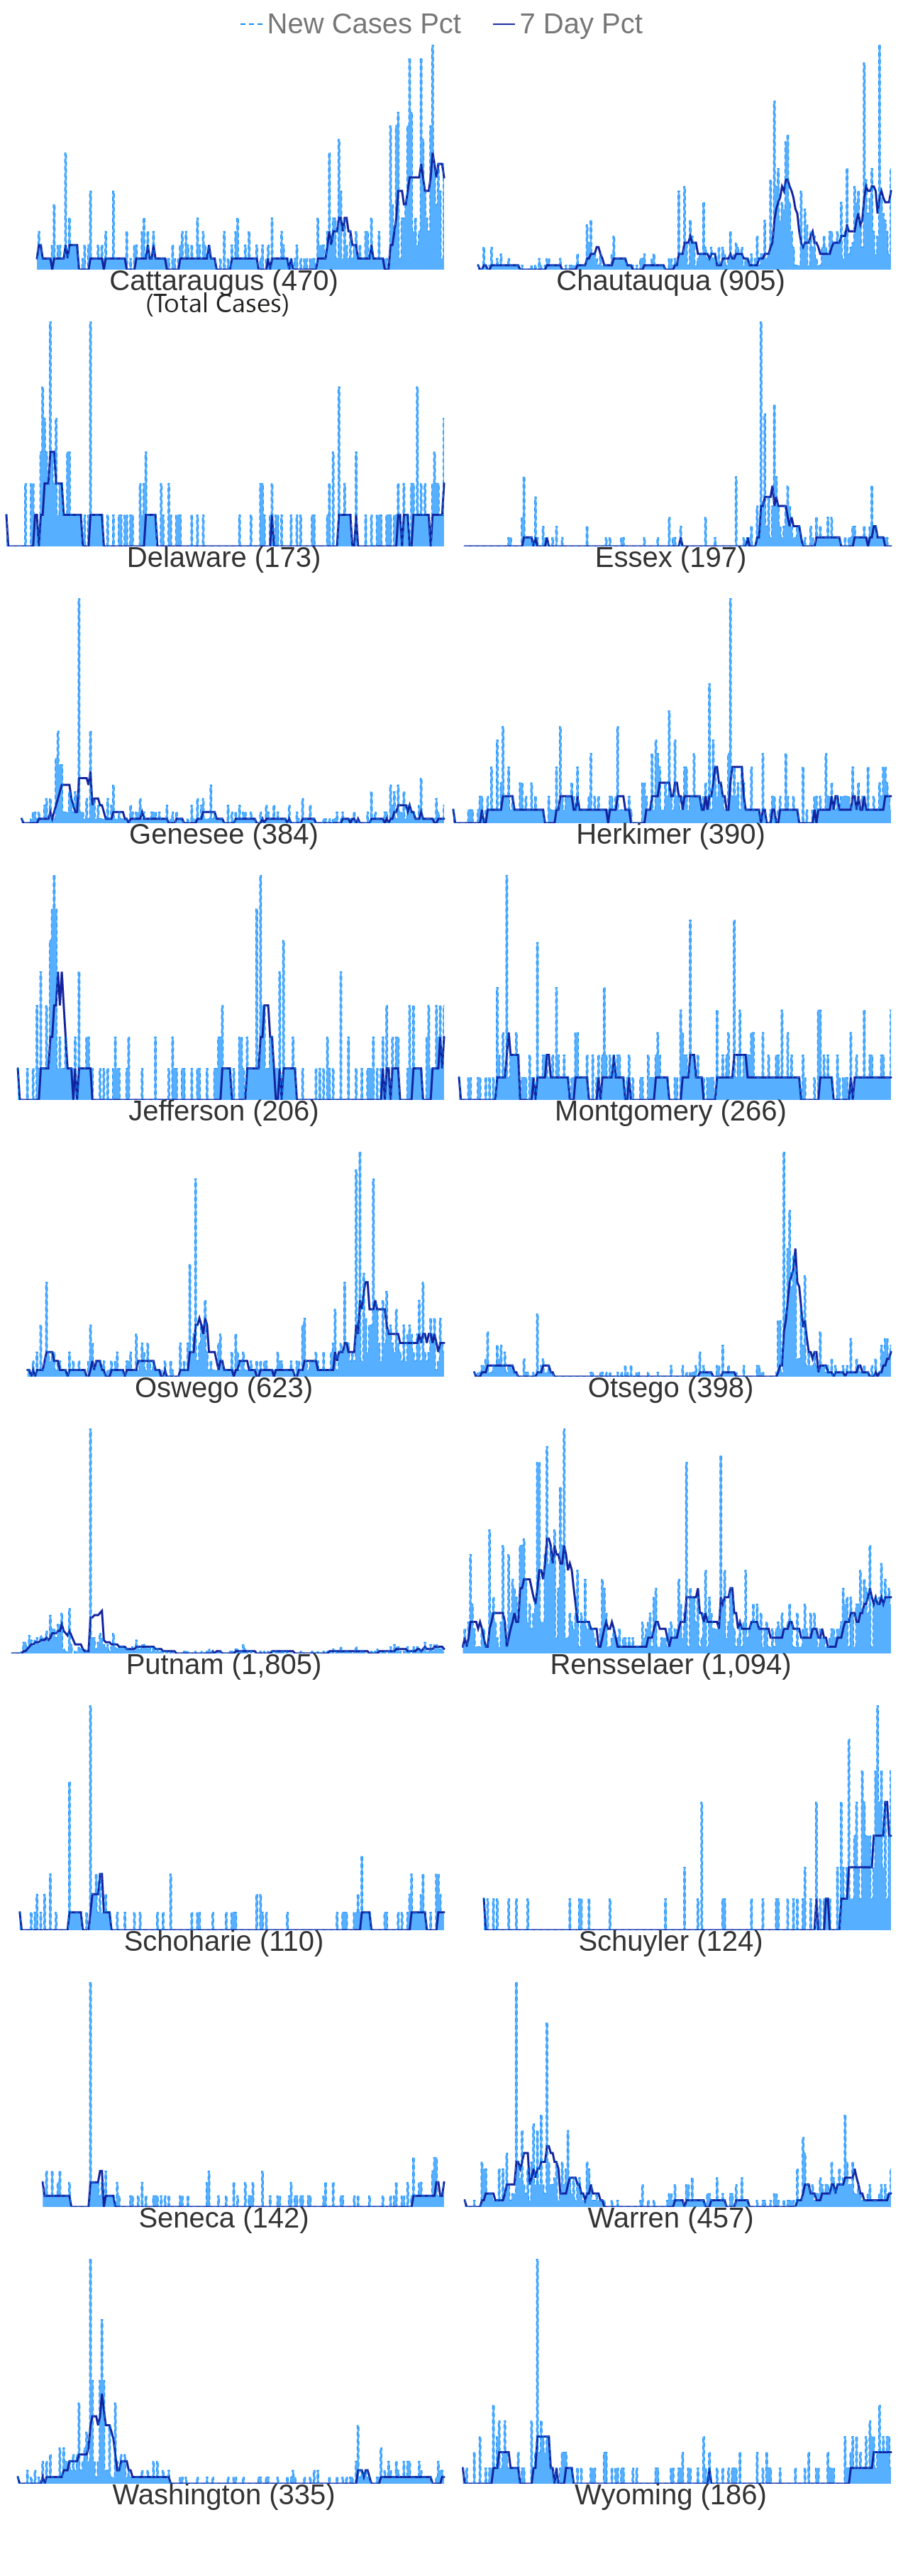 New Cases Pct 7 Day Pct
Cattaraugus (470) Chautauqua (905)
(Total Cases)
Delaware (173) Essex (197)
Genesee (384) Herkimer (390)
Jefferson (206) Montgomery (266)
Oswego (623) Otsego (398)
Putnam (1,805) Rensselaer (1,094)
Schoharie (110) Schuyler (124)
Seneca (142) Warren (457)
Washington (335) Wyoming (186)